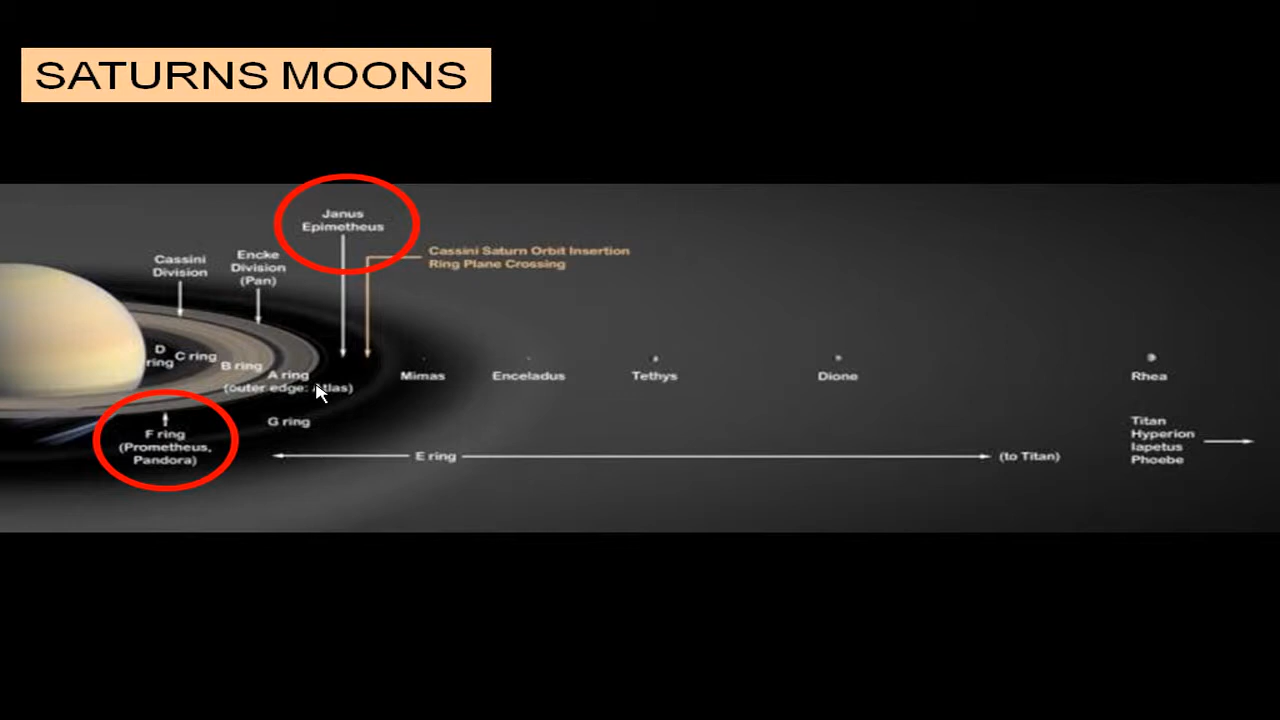 SATURNS MOONS
Janus
Epimetheus
Cassini Saturn Orbit Insertion
Ring Plane Crossing
Cassini
Division
Encke
Division
(Pan)
D
ring
C ring
B ring
A ring
(outer edge: Atlas)
Mimas
Enceladus
Tethys
Dione
Rhea
G ring
F ring
(Prometheus,
Pandora)
E ring
(to Titan)
Titan
Hyperion
Iapetus
Phoebe